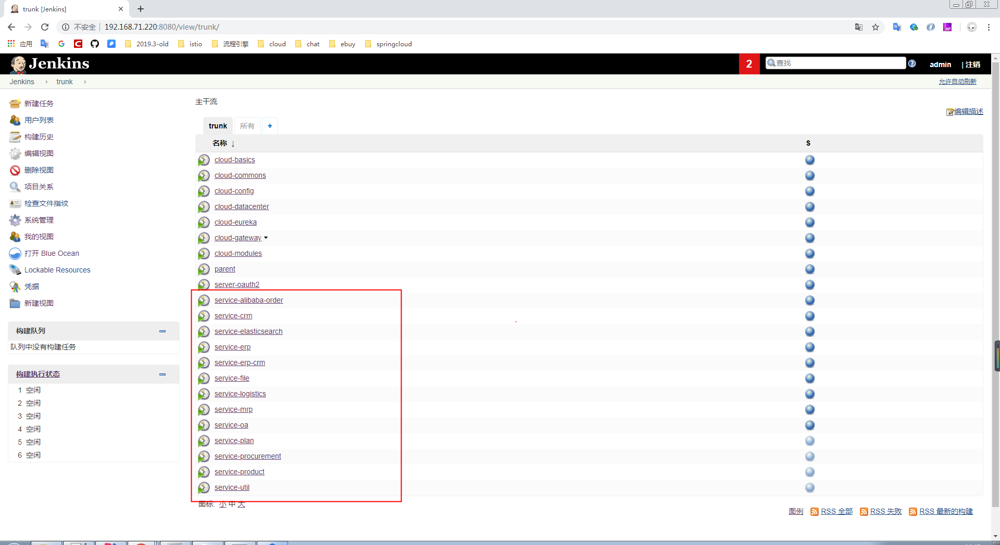 trunk [Jenkins]
不安全 192.168.71.220:8080/view/trunk/
应用 2019.3-old istio 流程引擎 cloud chat ebuy springcloud
Jenkins 2 查找 admin | 注销
Jenkins trunk 允许自动刷新
新建任务
用户列表
构建历史
编辑视图
删除视图
项目关系
检查文件指纹
系统管理
我的视图
打开 Blue Ocean
Lockable Resources
凭据
新建视图
构建队列
队列中没有构建任务
构建执行状态
1 空闲
2 空闲
3 空闲
4 空闲
5 空闲
6 空闲
主干流
编辑描述
trunk 所有 +
名称 ↓ S
cloud-basics
cloud-commons
cloud-config
cloud-datacenter
cloud-eureka
cloud-gateway
cloud-modules
parent
server-oauth2
service-alibaba-order
service-crm
service-elasticsearch
service-erp
service-erp-crm
service-file
service-logistics
service-mrp
service-oa
service-plan
service-procurement
service-product
service-util
图标: 小 中 大
图例 RSS 全部 RSS 失败 RSS 最新的构建